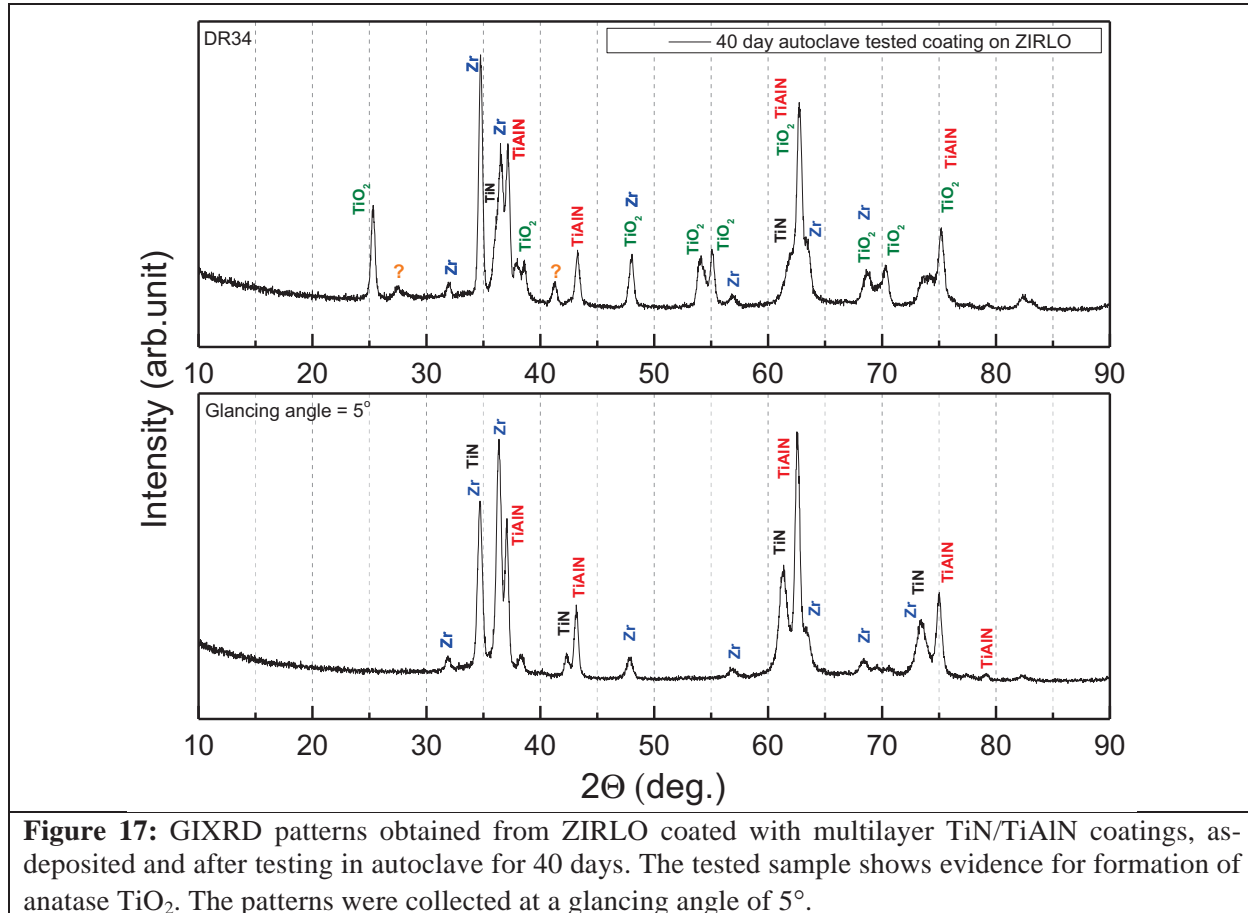 DR34
40 day autoclave tested coating on ZIRLO
TiO2
?
Zr
Zr
TiN
Zr
TiAlN
TiO2
?
TiAlN
TiO2 Zr
TiO2
TiO2
Zr
TiN
TiO2 TiAlN
Zr
TiO2 Zr
TiO2
TiO2 TiAlN
10 20 30 40 50 60 70 80 90
Intensity (arb.unit)
Glancing angle = 5°
Zr
Zr TiN
Zr
TiAlN
TiN
TiAlN
Zr
Zr
TiN
TiAlN
Zr
Zr
Zr TiN
TiAlN
TiAlN
10 20 30 40 50 60 70 80 90
2Θ (deg.)
Figure 17: GIXRD patterns obtained from ZIRLO coated with multilayer TiN/TiAlN coatings, as-
deposited and after testing in autoclave for 40 days. The tested sample shows evidence for formation of
anatase TiO2. The patterns were collected at a glancing angle of 5°.